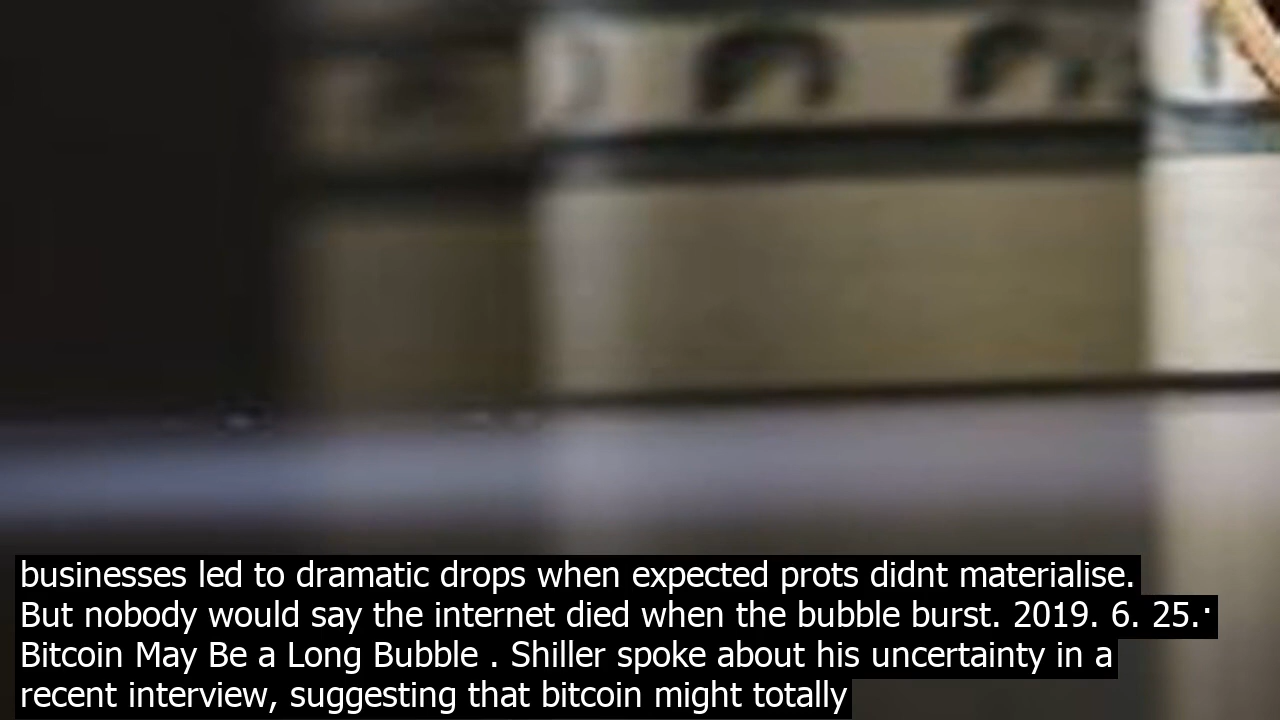 businesses led to dramatic drops when expected prots didnt materialise.
But nobody would say the internet died when the bubble burst. 2019. 6. 25.·
Bitcoin May Be a Long Bubble . Shiller spoke about his uncertainty in a
recent interview, suggesting that bitcoin might totally